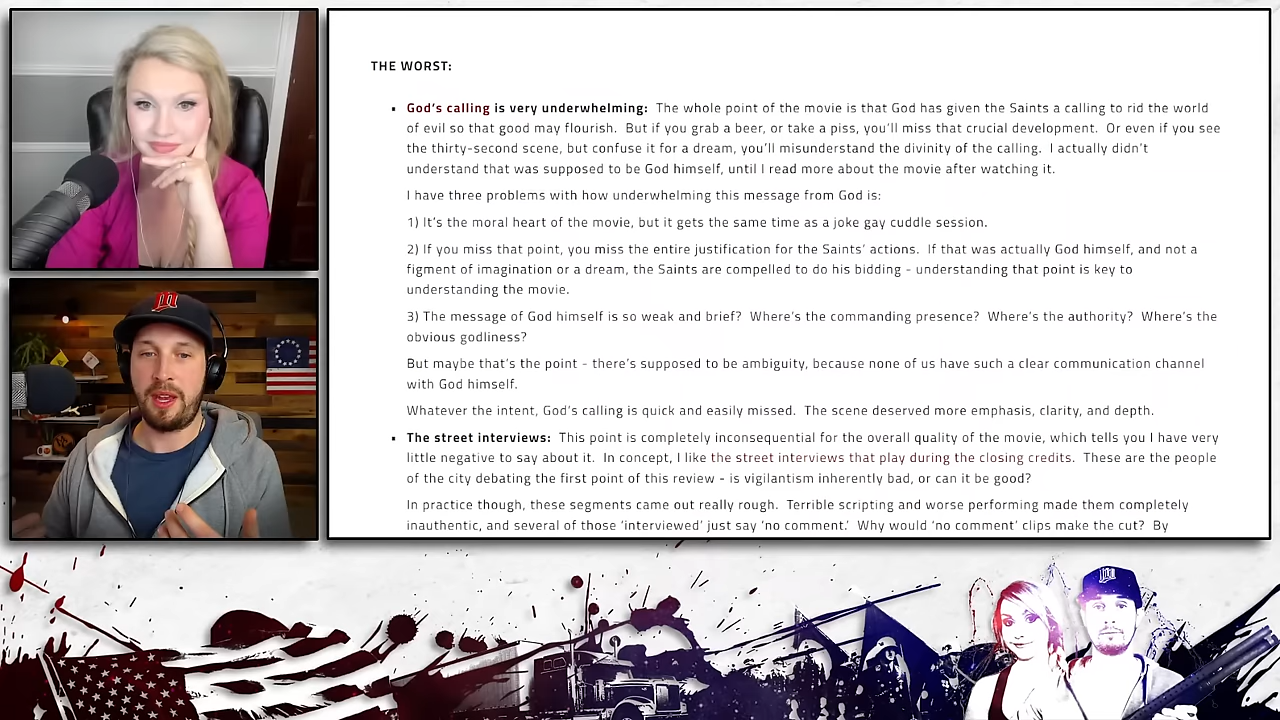 THE WORST:
▪ God's calling is very underwhelming: The whole point of the movie is that God has given the Saints a calling to rid the world
of evil so that good may flourish. But if you grab a beer, or take a piss, you'll miss that crucial development. Or even if you see
the thirty-second scene, but confuse it for a dream, you'll misunderstand the divinity of the calling. I actually didn't
understand that was supposed to be God himself, until I read more about the movie after watching it.
I have three problems with how underwhelming this message from God is:
1) It's the moral heart of the movie, but it gets the same time as a joke gay cuddle session.
2) If you miss that point, you miss the entire justification for the Saints' actions. If that was actually God himself, and not a
figment of imagination or a dream, the Saints are compelled to do his bidding - understanding that point is key to
understanding the movie.
3) The message of God himself is so weak and brief? Where's the commanding presence? Where's the authority? Where's the
obvious godliness?
But maybe that's the point - there's supposed to be ambiguity, because none of us have such a clear communication channel
with God himself.
Whatever the intent, God's calling is quick and easily missed. The scene deserved more emphasis, clarity, and depth.
▪ The street interviews: This point is completely inconsequential for the overall quality of the movie, which tells you I have very
little negative to say about it. In concept, I like the street interviews that play during the closing credits. These are the people
of the city debating the first point of this review - is vigilantism inherently bad, or can it be good?
In practice though, these segments came out really rough. Terrible scripting and worse performing made them completely
inauthentic, and several of those 'interviewed' just say 'no comment.' Why would 'no comment' clips make the cut? By